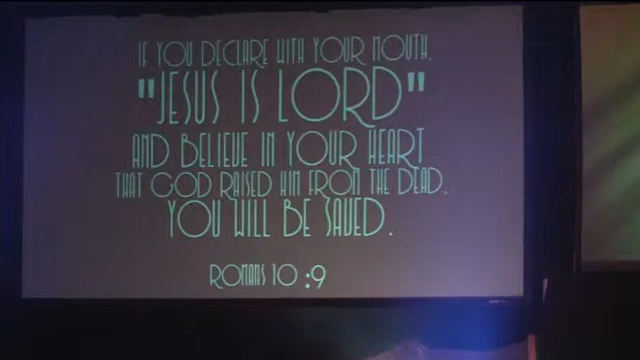 IF YOU DECLARE WITH YOUR MOUTH,
"JESUS IS LORD"
AND BELIEVE IN YOUR HEART
THAT GOD RAISED HIM FROM THE DEAD,
YOU WILL BE SAVED.
ROMANS 10 :9